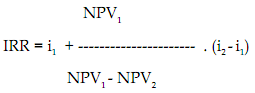 NPV₁
IRR = i₁ + ----------------------- . (i₂- i₁)
NPV₁- NPV₂